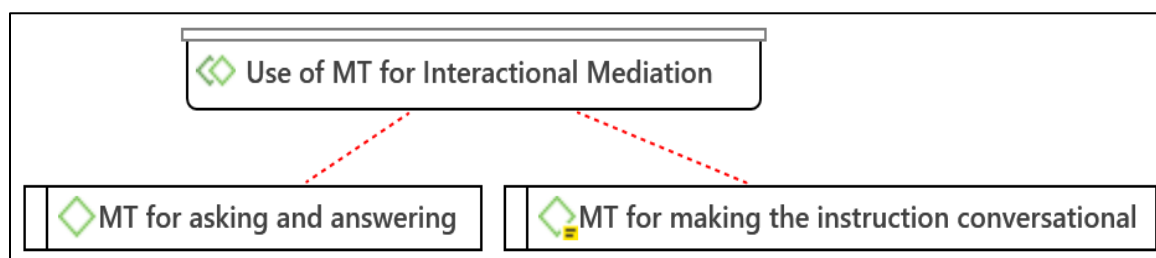 Use of MT for Interactional Mediation
MT for asking and answering
MT for making the instruction conversational